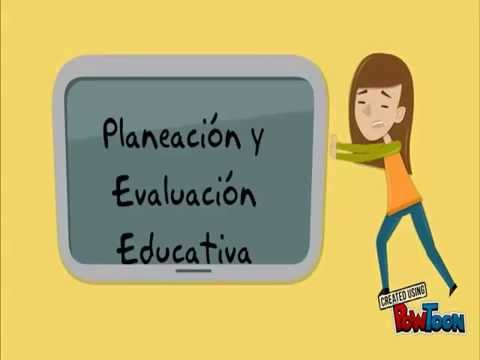 Planeación y
Evaluación
Educativa
CREATED USING
PowToon